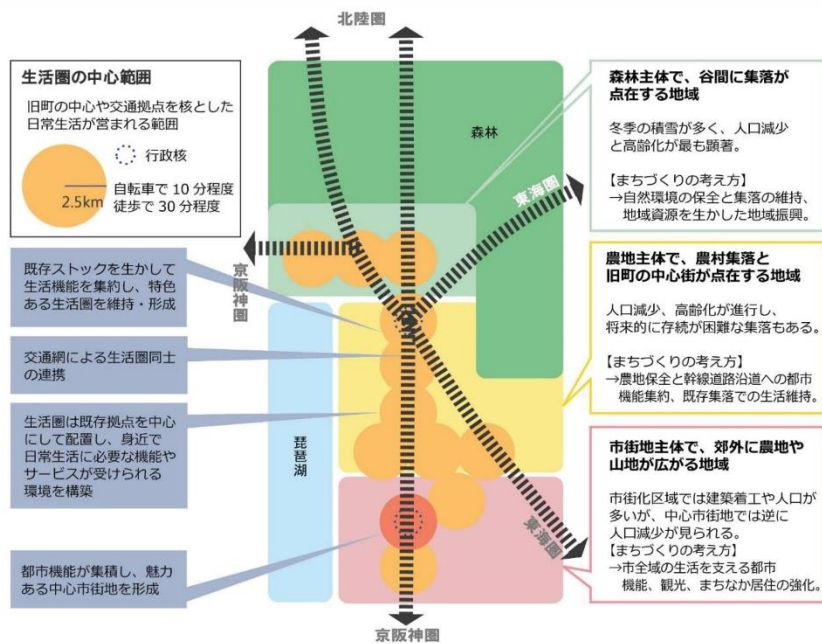 北陸圏
生活圏の中心範囲
旧町の中心や交通拠点を核とした
日常生活が営まれる範囲
行政核
2.5km
自転車で10分程度
徒歩で30分程度
森林
東海圏
京阪神圏
既存ストックを生かして
生活機能を集約し、特色
ある生活圏を維持・形成
交通網による生活圏同士
の連携
生活圏は既存拠点を中心
にして配置し、身近で
日常生活に必要な機能や
サービスが受けられる
環境を構築
都市機能が集積し、魅力
ある中心市街地を形成
琵琶湖
東海圏
京阪神圏
森林主体で、谷間に集落が
点在する地域
冬季の積雪が多く、人口減少
と高齢化が最も顕著。
【まちづくりの考え方】
→自然環境の保全と集落の維持、
地域資源を生かした地域振興。
農地主体で、農村集落と
旧町の中心街が点在する地域
人口減少、高齢化が進行し、
将来的に存続が困難な集落もある。
【まちづくりの考え方】
→農地保全と幹線道路沿道への都市
機能集約、既存集落での生活維持。
市街地主体で、郊外に農地や
山地が広がる地域
市街化区域では建築着工や人口が
多いが、中心市街地では逆に
人口減少が見られる。
【まちづくりの考え方】
→市全域の生活を支える都市
機能、観光、まちなか居住の強化。